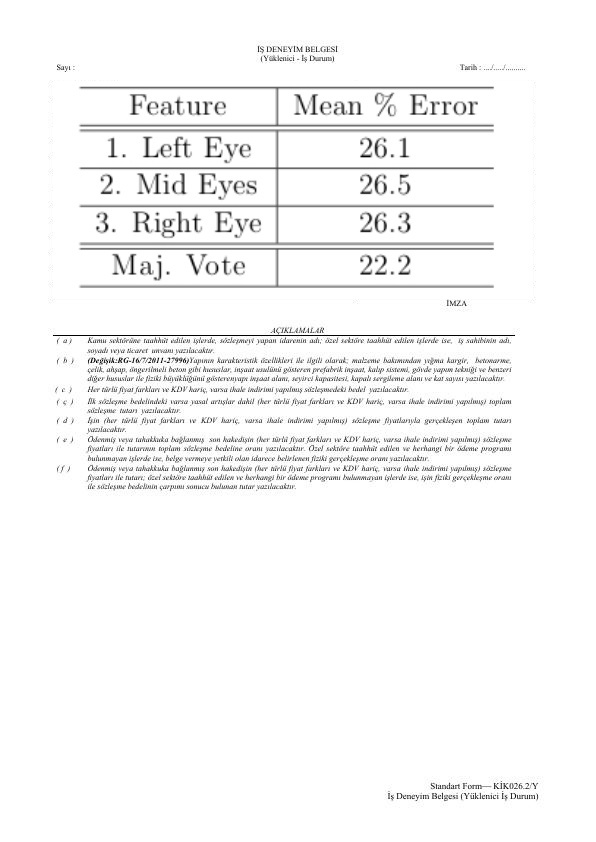 İŞ DENEYİM BELGESİ
(Yüklenici - İş Durum)
Sayı : Tarih : ..../...../..........
Feature Mean % Error
1. Left Eye 26.1
2. Mid Eyes 26.5
3. Right Eye 26.3
Maj. Vote 22.2
İMZA
AÇIKLAMALAR
( a ) Kamu sektörüne taahhüt edilen işlerde, sözleşmeyi yapan idarenin adı; özel sektöre taahhüt edilen işlerde ise, iş sahibinin adı,
soyadı veya ticaret unvanı yazılacaktır.
( b ) (Değişik:RG-16/7/2011-27996)Yapının karakteristik özellikleri ile ilgili olarak; malzeme bakımından yığma kargir, betonarme,
çelik, ahşap, öngerilmeli beton gibi hususlar, inşaat usulünü gösteren prefabrik inşaat, kalıp sistemi, gövde yapım tekniği ve benzeri
diğer hususlar ile fiziki büyüklüğünü gösterenyapı inşaat alanı, seyirci kapasitesi, kapalı sergileme alanı ve kat sayısı yazılacaktır.
( c ) Her türlü fiyat farkları ve KDV hariç, varsa ihale indirimi yapılmış sözleşmedeki bedel yazılacaktır.
( ç ) İlk sözleşme bedelindeki varsa yasal artışlar dahil (her türlü fiyat farkları ve KDV hariç, varsa ihale indirimi yapılmış) toplam
sözleşme tutarı yazılacaktır.
( d ) İşin (her türlü fiyat farkları ve KDV hariç, varsa ihale indirimi yapılmış) sözleşme fiyatlarıyla gerçekleşen toplam tutarı
yazılacaktır.
( e ) Ödenmiş veya tahakkuka bağlanmış son hakedişin (her türlü fiyat farkları ve KDV hariç, varsa ihale indirimi yapılmış) sözleşme
fiyatları ile tutarının toplam sözleşme bedeline oranı yazılacaktır. Özel sektöre taahhüt edilen ve herhangi bir ödeme programı
bulunmayan işlerde ise, belge vermeye yetkili olan idarece belirlenen fiziki gerçekleşme oranı yazılacaktır.
( f ) Ödenmiş veya tahakkuka bağlanmış son hakedişin (her türlü fiyat farkları ve KDV hariç, varsa ihale indirimi yapılmış) sözleşme
fiyatları ile tutarı; özel sektöre taahhüt edilen ve herhangi bir ödeme programı bulunmayan işlerde ise, işin fiziki gerçekleşme oranı
ile sözleşme bedelinin çarpımı sonucu bulunan tutar yazılacaktır.
Standart Form— KİK026.2/Y
İş Deneyim Belgesi (Yüklenici İş Durum)